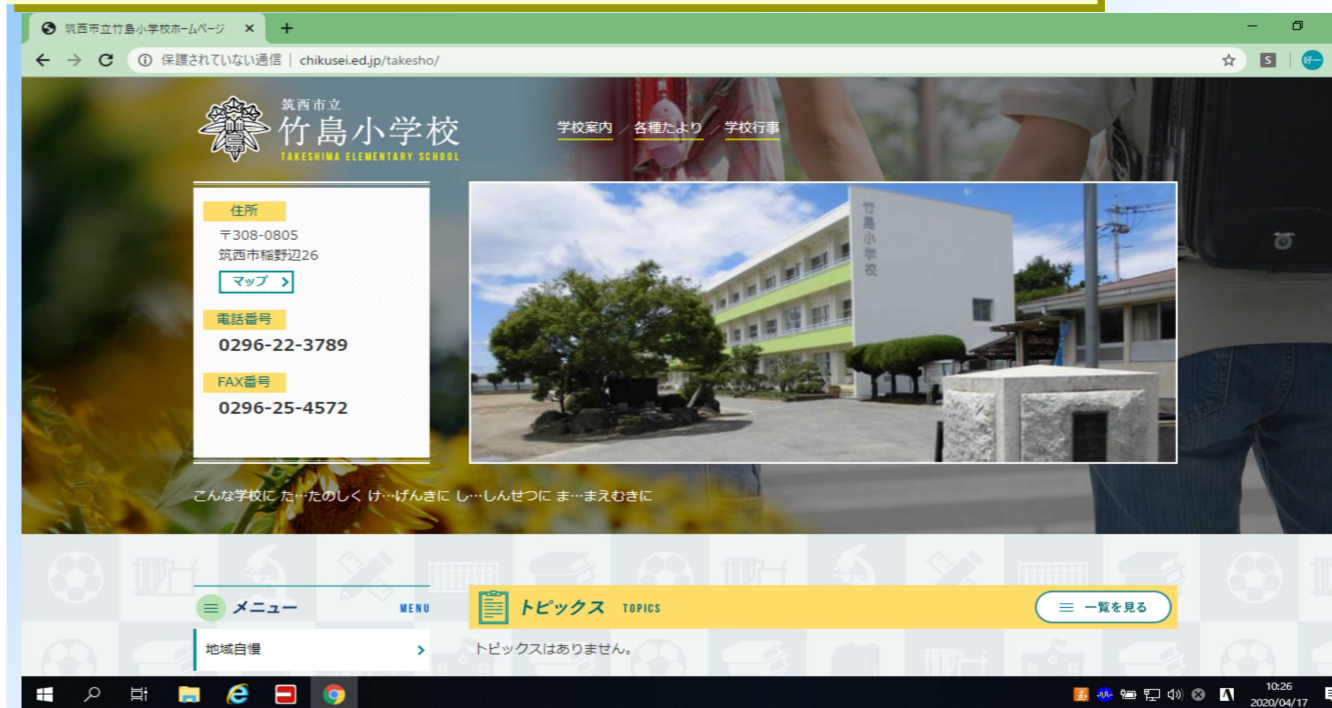 筑西市立竹島小学校ホームページ
保護されていない通信 | chikusei.ed.jp/takesho/
S
好一
筑西市立
竹島小学校
TAKESHIMA ELEMENTARY SCHOOL
学校案内 / 各種たより / 学校行事
住所
〒308-0805
筑西市稲野辺26
マップ
電話番号
0296-22-3789
FAX番号
0296-25-4572
竹島小学校
こんな学校に た…たのしく け…げんきに し…しんせつに ま…まえむきに
メニュー MENU
地域自慢
トピックス TOPICS
一覧を見る
トピックスはありません。
10:26
2020/04/17